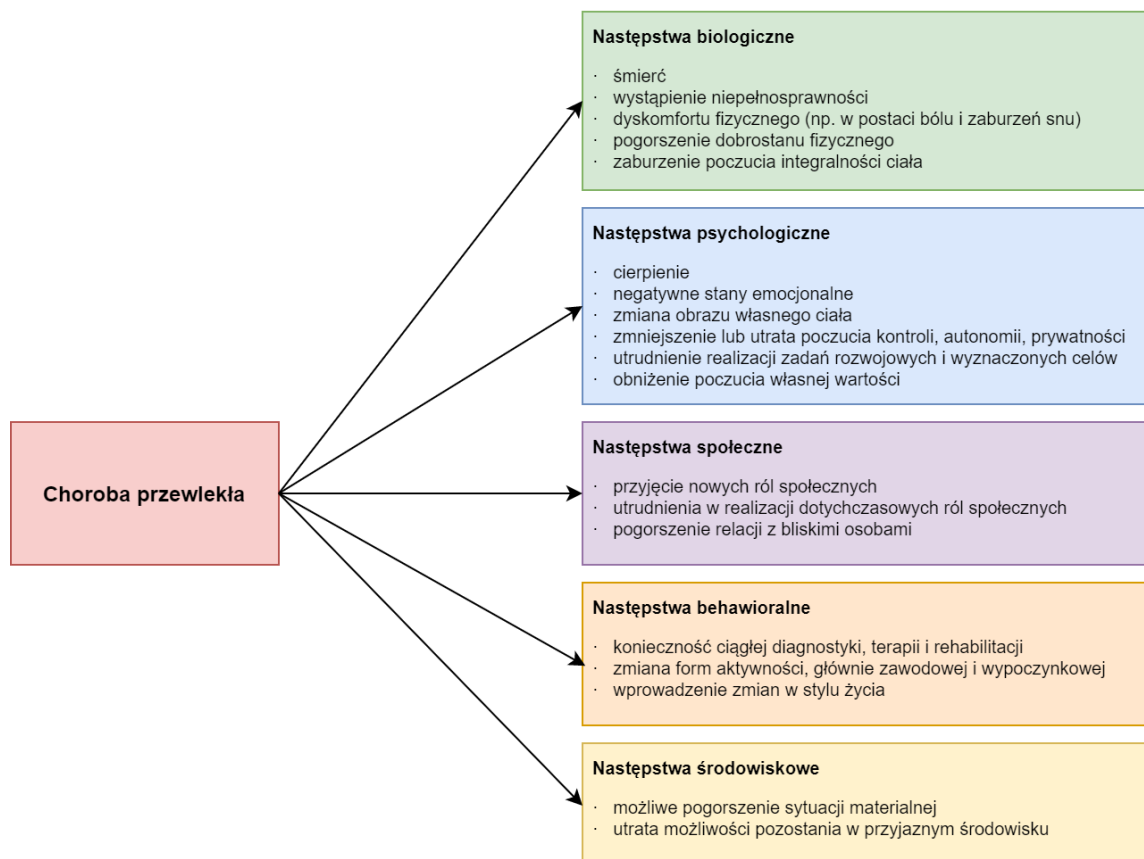 Następstwa biologiczne
· śmierć
· wystąpienie niepełnosprawności
· dyskomfortu fizycznego (np. w postaci bólu i zaburzeń snu)
· pogorszenie dobrostanu fizycznego
· zaburzenie poczucia integralności ciała
Następstwa psychologiczne
· cierpienie
· negatywne stany emocjonalne
· zmiana obrazu własnego ciała
· zmniejszenie lub utrata poczucia kontroli, autonomii, prywatności
· utrudnienie realizacji zadań rozwojowych i wyznaczonych celów
· obniżenie poczucia własnej wartości
Choroba przewlekła
Następstwa społeczne
· przyjęcie nowych ról społecznych
· utrudnienia w realizacji dotychczasowych ról społecznych
· pogorszenie relacji z bliskimi osobami
Następstwa behawioralne
· konieczność ciągłej diagnostyki, terapii i rehabilitacji
· zmiana form aktywności, głównie zawodowej i wypoczynkowej
· wprowadzenie zmian w stylu życia
Następstwa środowiskowe
· możliwe pogorszenie sytuacji materialnej
· utrata możliwości pozostania w przyjaznym środowisku